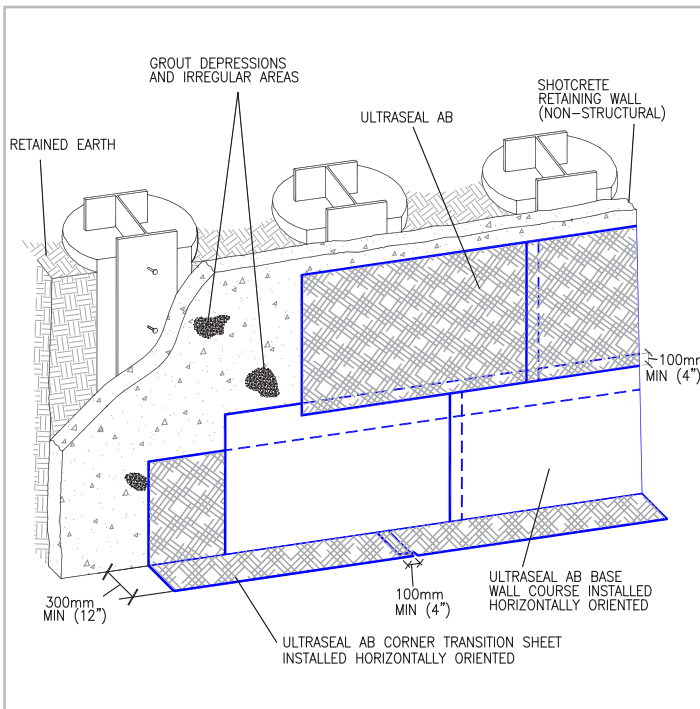 GROUT DEPRESSIONS
AND IRREGULAR AREAS
SHOTCRETE
RETAINING WALL
(NON-STRUCTURAL)
ULTRASEAL AB
RETAINED EARTH
100mm
MIN (4")
300mm
MIN (12")
100mm
MIN (4")
ULTRASEAL AB BASE
WALL COURSE INSTALLED
HORIZONTALLY ORIENTED
ULTRASEAL AB CORNER TRANSITION SHEET
INSTALLED HORIZONTALLY ORIENTED